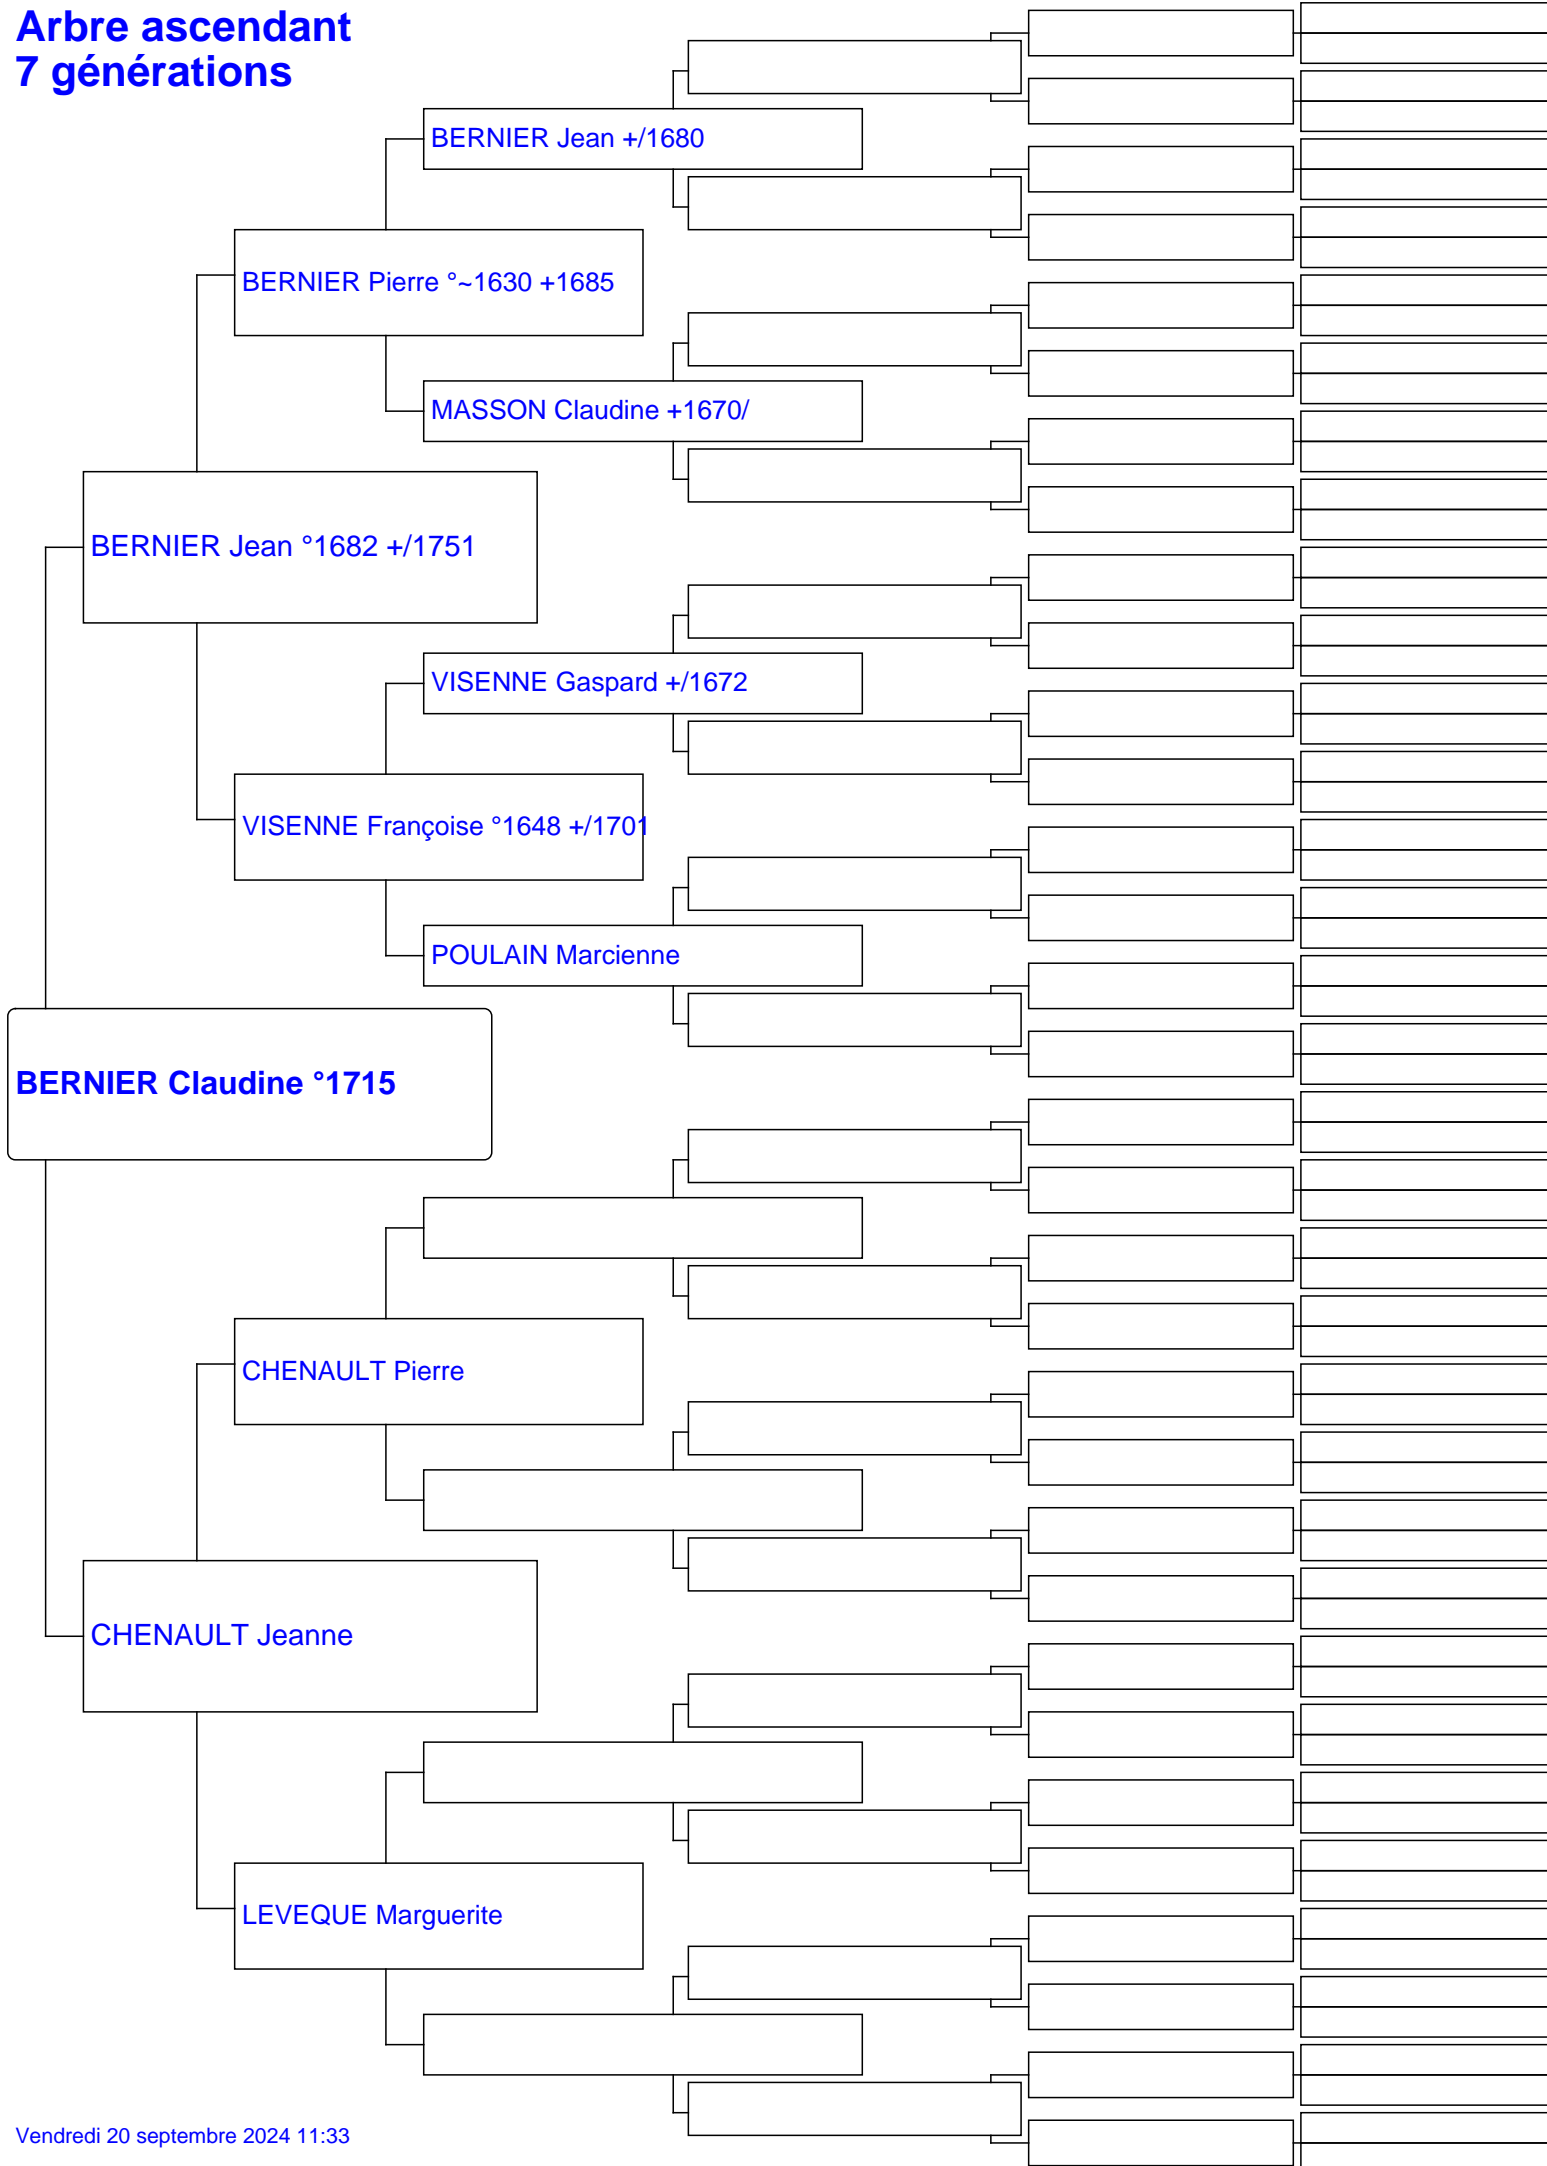 Arbre ascendant
7 générations
BERNIER Jean +/1680
BERNIER Pierre °~1630 +1685
MASSON Claudine +1670/
BERNIER Jean °1682 +/1751
VISENNE Gaspard +/1672
VISENNE Françoise °1648 +/1701
POULAIN Marcienne
BERNIER Claudine °1715
CHENAULT Pierre
CHENAULT Jeanne
LEVEQUE Marguerite
Vendredi 20 septembre 2024 11:33